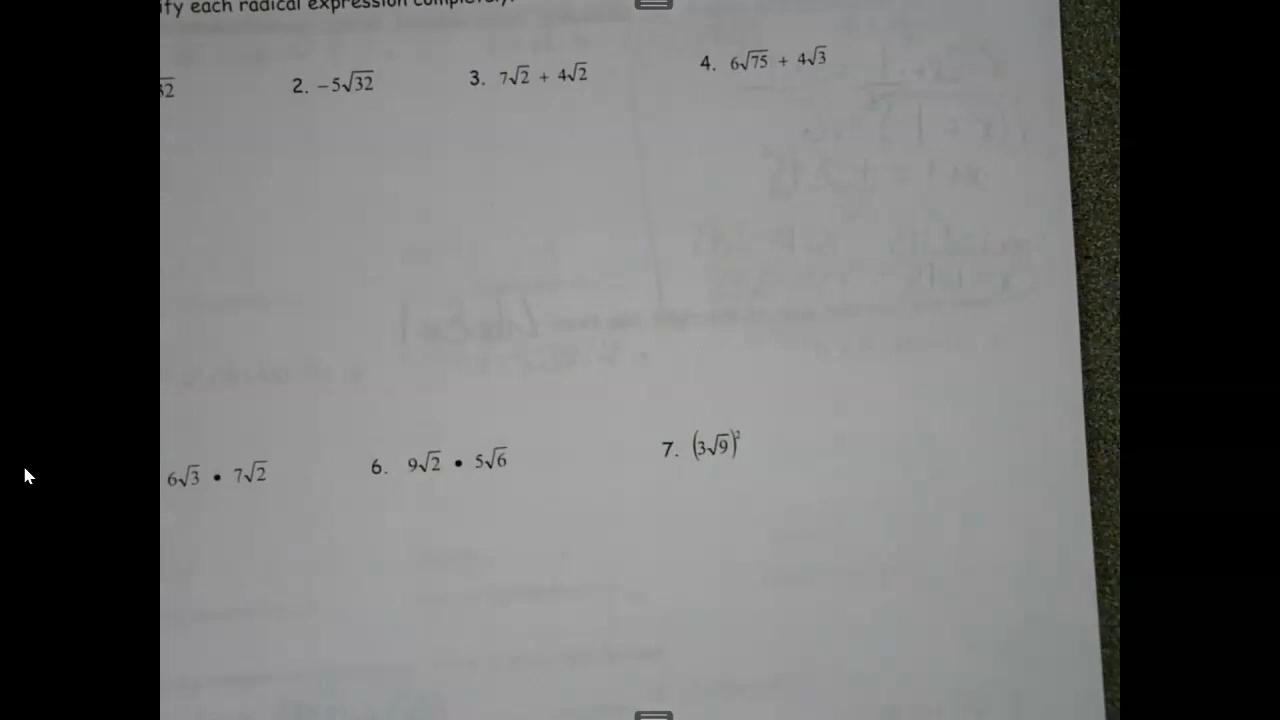 ify each radical expression completely.
2. −5√32
3. 7√2 + 4√2
4. 6√75 + 4√3
6√3 • 7√2
6. 9√2 • 5√6
7. (3√9)²